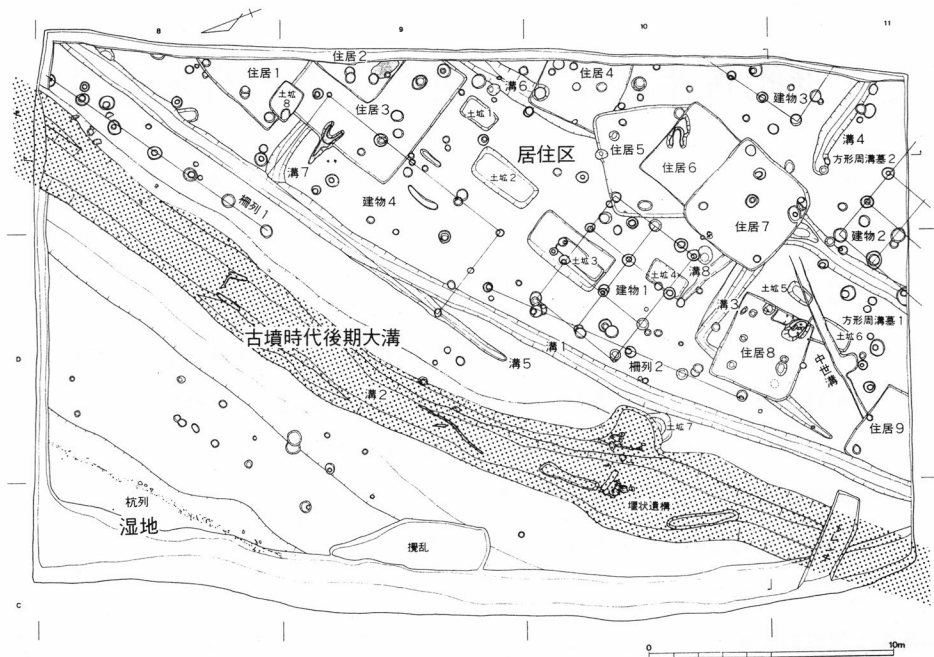 8
9
10
11
住居2
住居1
住居4
土坑8
住居3
土坑1
溝6
建物3
溝4
居住区
住居5
方形周溝墓2
溝7
土坑2
住居6
柵列1
建物4
住居7
建物2
土坑3
建物1
土坑4
溝8
土坑5
溝3
方形周溝墓1
古墳時代後期大溝
溝1
土坑6
D
溝5
柵列2
住居8
中世溝
溝2
土坑7
住居9
杭列
堰状遺構
湿地
攪乱
トレンチ
C
0
10m